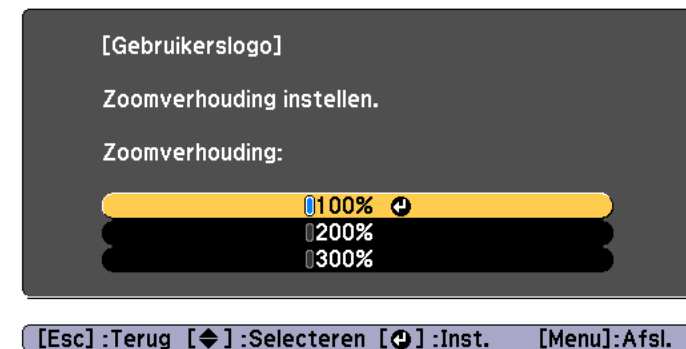 [Gebruikerslogo]
Zoomverhouding instellen.
Zoomverhouding:
100%
200%
300%
[Esc] :Terug [◆] :Selecteren [↵] :Inst. [Menu]:Afsl.